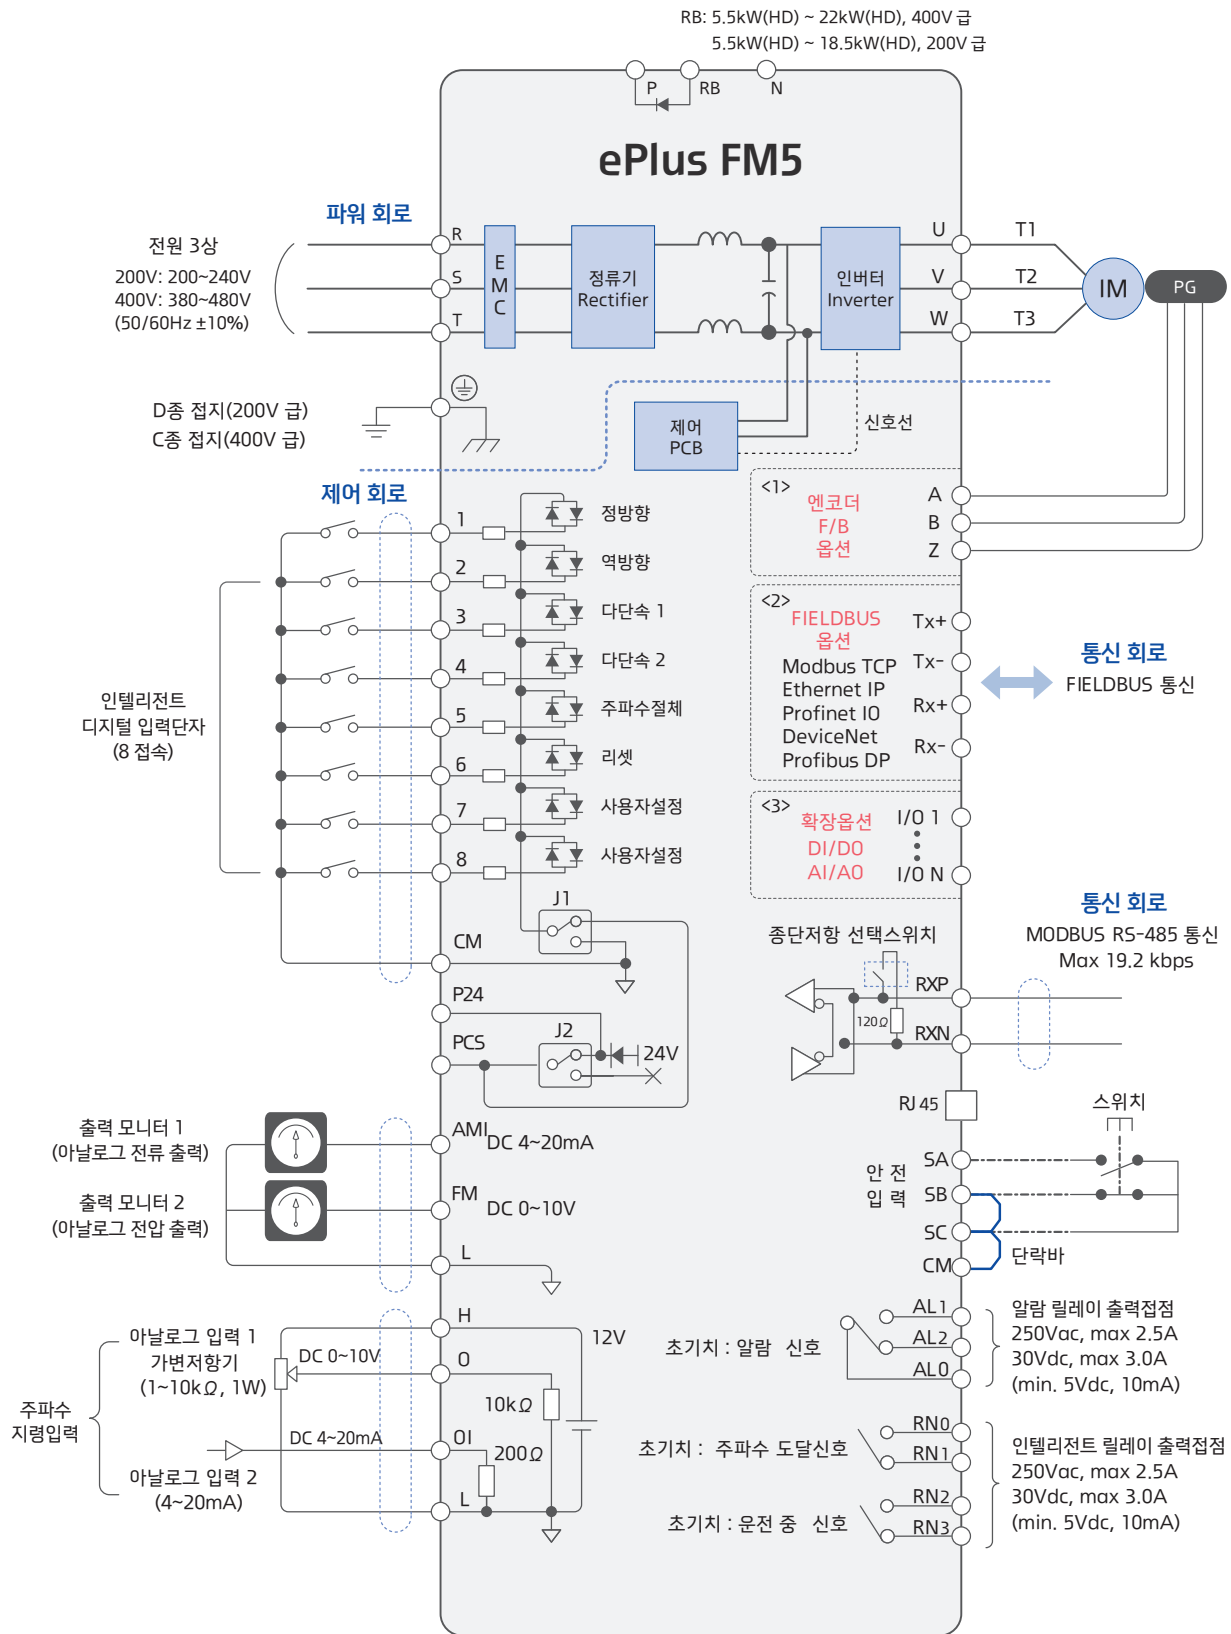 RB: 5.5kW(HD) ~ 22kW(HD), 400V 급
5.5kW(HD) ~ 18.5kW(HD), 200V 급
P
RB
N
ePlus FM5
파워 회로
전원 3상
200V: 200~240V
400V: 380~480V
(50/60Hz ±10%)
R
S
T
E
M
C
정류기
Rectifier
인버터
Inverter
U
V
W
T1
T2
T3
IM
PG
D종 접지(200V 급)
C종 접지(400V 급)
제어
PCB
신호선
제어 회로
인텔리전트
디지털 입력단자
(8 접속)
1
정방향
2
역방향
3
다단속 1
4
다단속 2
5
주파수절체
6
리셋
7
사용자설정
8
사용자설정
<1>
엔코더
F/B
옵션
A
B
Z
<2>
FIELDBUS
옵션
Modbus TCP
Ethernet IP
Profinet IO
DeviceNet
Profibus DP
Tx+
Tx-
Rx+
Rx-
통신 회로
FIELDBUS 통신
<3>
확장옵션
DI/DO
AI/AO
I/O 1
I/O N
J1
CM
P24
PCS
J2
24V
통신 회로
MODBUS RS-485 통신
Max 19.2 kbps
종단저항 선택스위치
120Ω
RXP
RXN
RJ 45
스위치
안 전
입 력
SA
SB
SC
CM
단락바
출력 모니터 1
(아날로그 전류 출력)
AMI
DC 4~20mA
출력 모니터 2
(아날로그 전압 출력)
FM
DC 0~10V
L
주파수
지령입력
아날로그 입력 1
가변저항기
(1~10kΩ, 1W)
DC 0~10V
DC 4~20mA
아날로그 입력 2
(4~20mA)
H
O
OI
L
12V
10kΩ
200Ω
초기치 : 알람 신호
AL1
AL2
AL0
알람 릴레이 출력접점
250Vac, max 2.5A
30Vdc, max 3.0A
(min. 5Vdc, 10mA)
초기치 : 주파수 도달신호
RN0
RN1
초기치 : 운전 중 신호
RN2
RN3
인텔리전트 릴레이 출력접점
250Vac, max 2.5A
30Vdc, max 3.0A
(min. 5Vdc, 10mA)